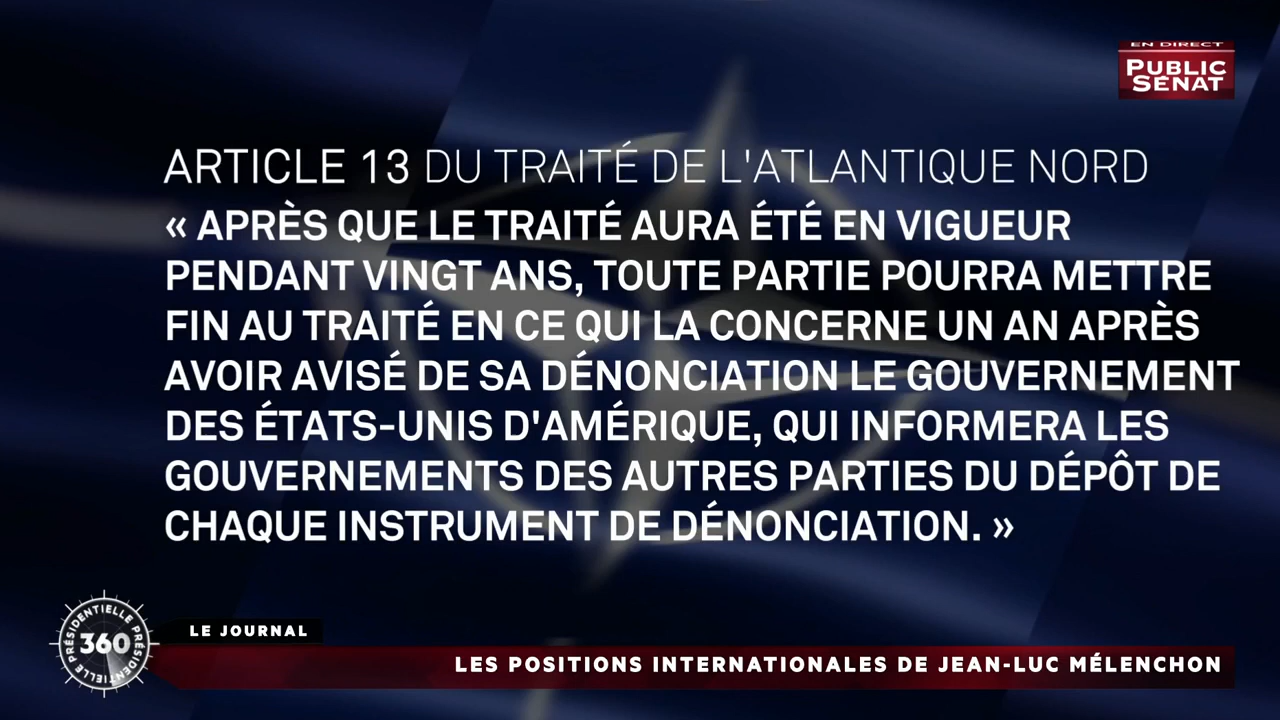 EN DIRECT
PUBLIC
SÉNAT
ARTICLE 13 DU TRAITÉ DE L'ATLANTIQUE NORD
« APRÈS QUE LE TRAITÉ AURA ÉTÉ EN VIGUEUR
PENDANT VINGT ANS, TOUTE PARTIE POURRA METTRE
FIN AU TRAITÉ EN CE QUI LA CONCERNE UN AN APRÈS
AVOIR AVISÉ DE SA DÉNONCIATION LE GOUVERNEMENT
DES ÉTATS-UNIS D'AMÉRIQUE, QUI INFORMERA LES
GOUVERNEMENTS DES AUTRES PARTIES DU DÉPÔT DE
CHAQUE INSTRUMENT DE DÉNONCIATION. »
LE JOURNAL
PRÉSIDENTIELLE PRÉSIDENTIELLE
360
LES POSITIONS INTERNATIONALES DE JEAN-LUC MÉLENCHON